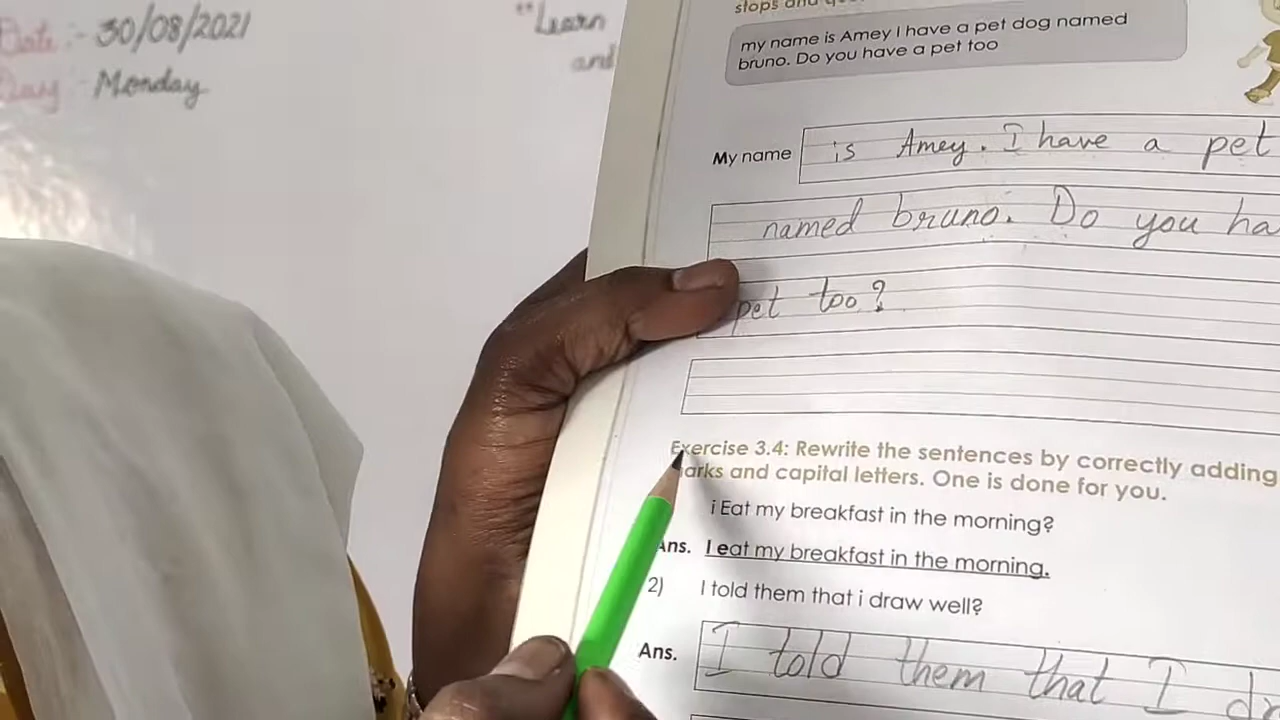 Date :- 30/08/2021
Day :- Monday
"Learn
and
stops and
my name is Amey I have a pet dog named
bruno. Do you have a pet too
My name is Amey. I have a pet
named bruno. Do you ha
pet too?
Exercise 3.4: Rewrite the sentences by correctly adding
arks and capital letters. One is done for you.
i Eat my breakfast in the morning?
Ans. I eat my breakfast in the morning.
2) I told them that i draw well?
Ans. I told them that I dr